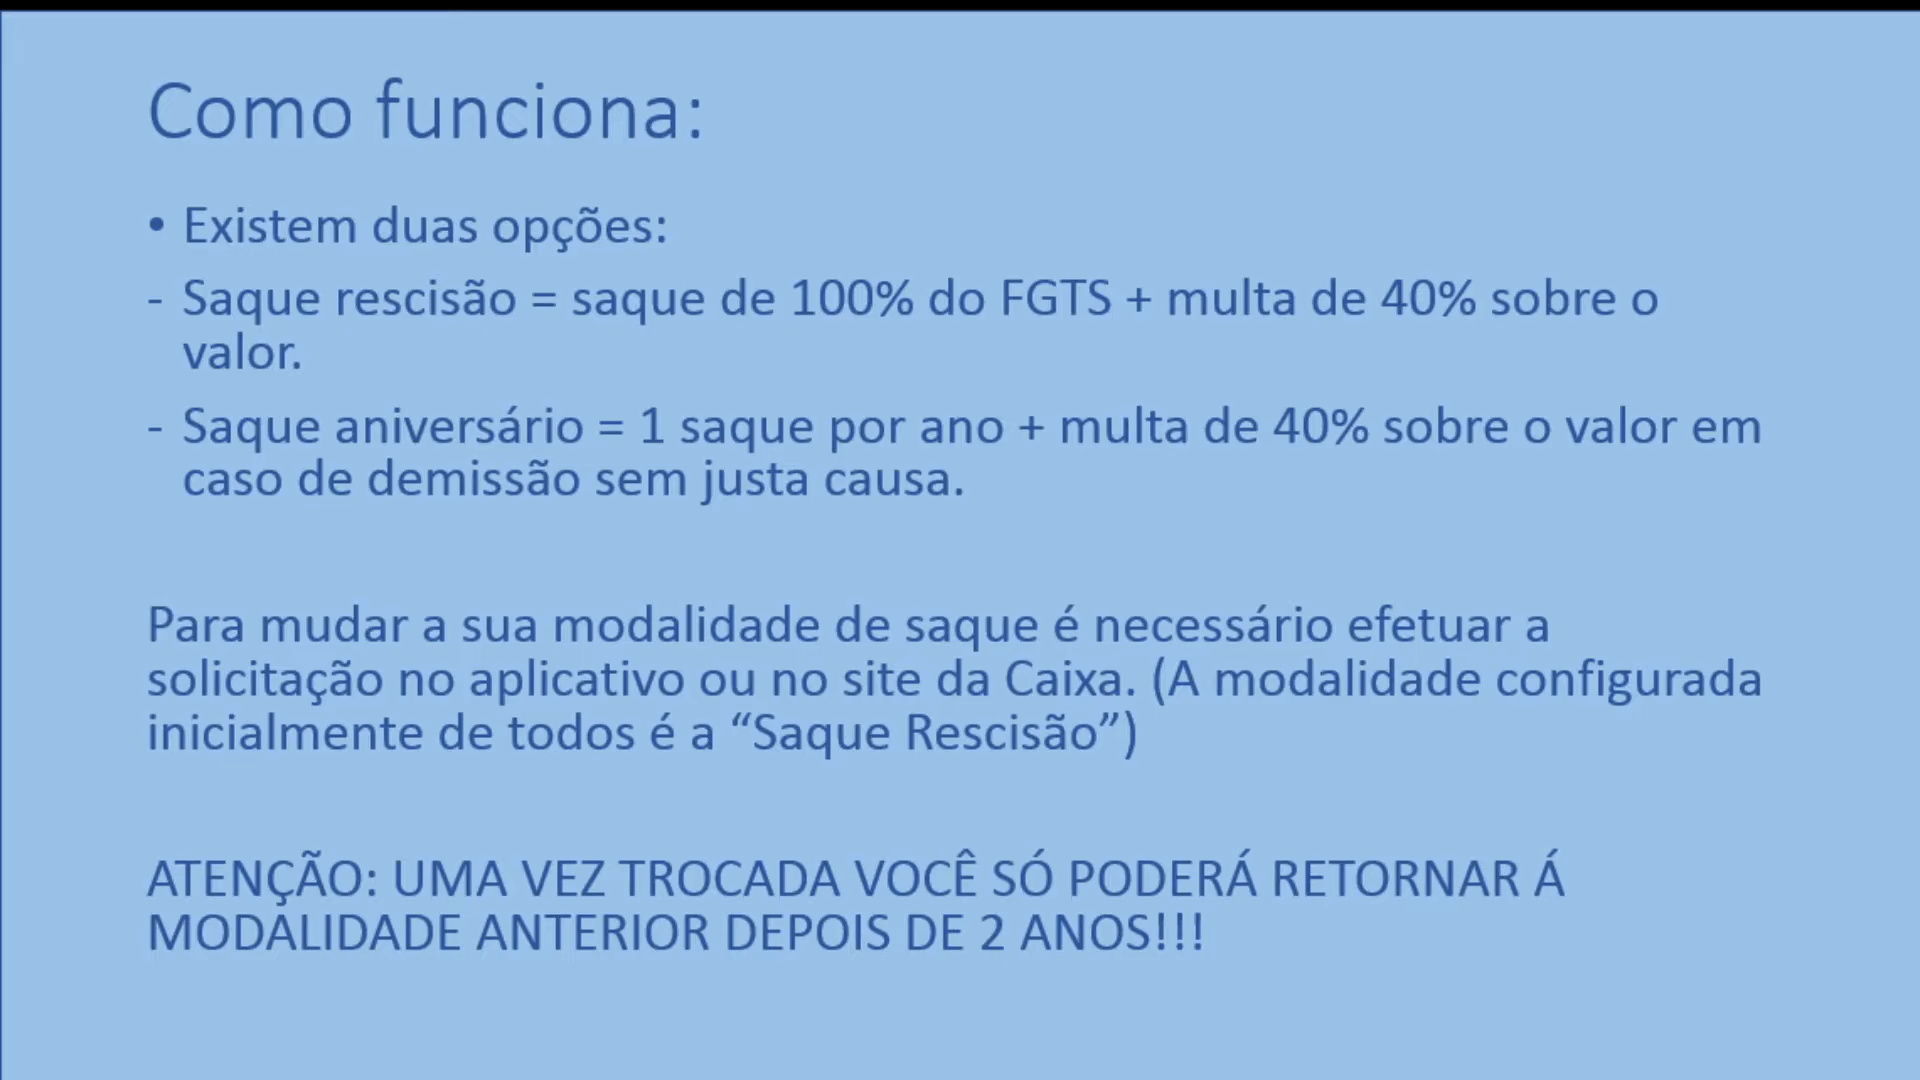 Como funciona:
• Existem duas opções:
- Saque rescisão = saque de 100% do FGTS + multa de 40% sobre o
valor.
- Saque aniversário = 1 saque por ano + multa de 40% sobre o valor em
caso de demissão sem justa causa.
Para mudar a sua modalidade de saque é necessário efetuar a
solicitação no aplicativo ou no site da Caixa. (A modalidade configurada
inicialmente de todos é a “Saque Rescisão”)
ATENÇÃO: UMA VEZ TROCADA VOCÊ SÓ PODERÁ RETORNAR Á
MODALIDADE ANTERIOR DEPOIS DE 2 ANOS!!!